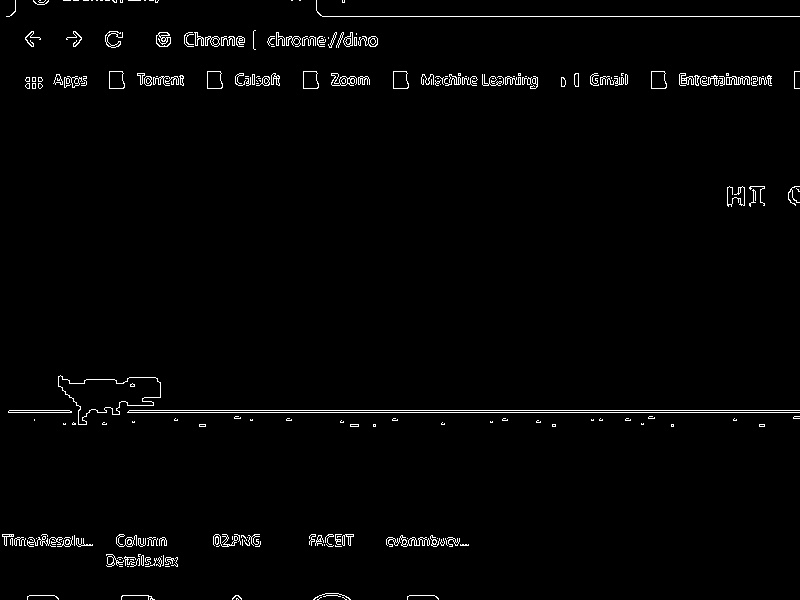 Chrome | chrome://dino
Apps Torrent Calsoft Zoom Machine Learning Gmail Entertainment
HI
TimerResolu... Column 02.PNG FACEIT cvbnmbvcv...
Details.xlsx